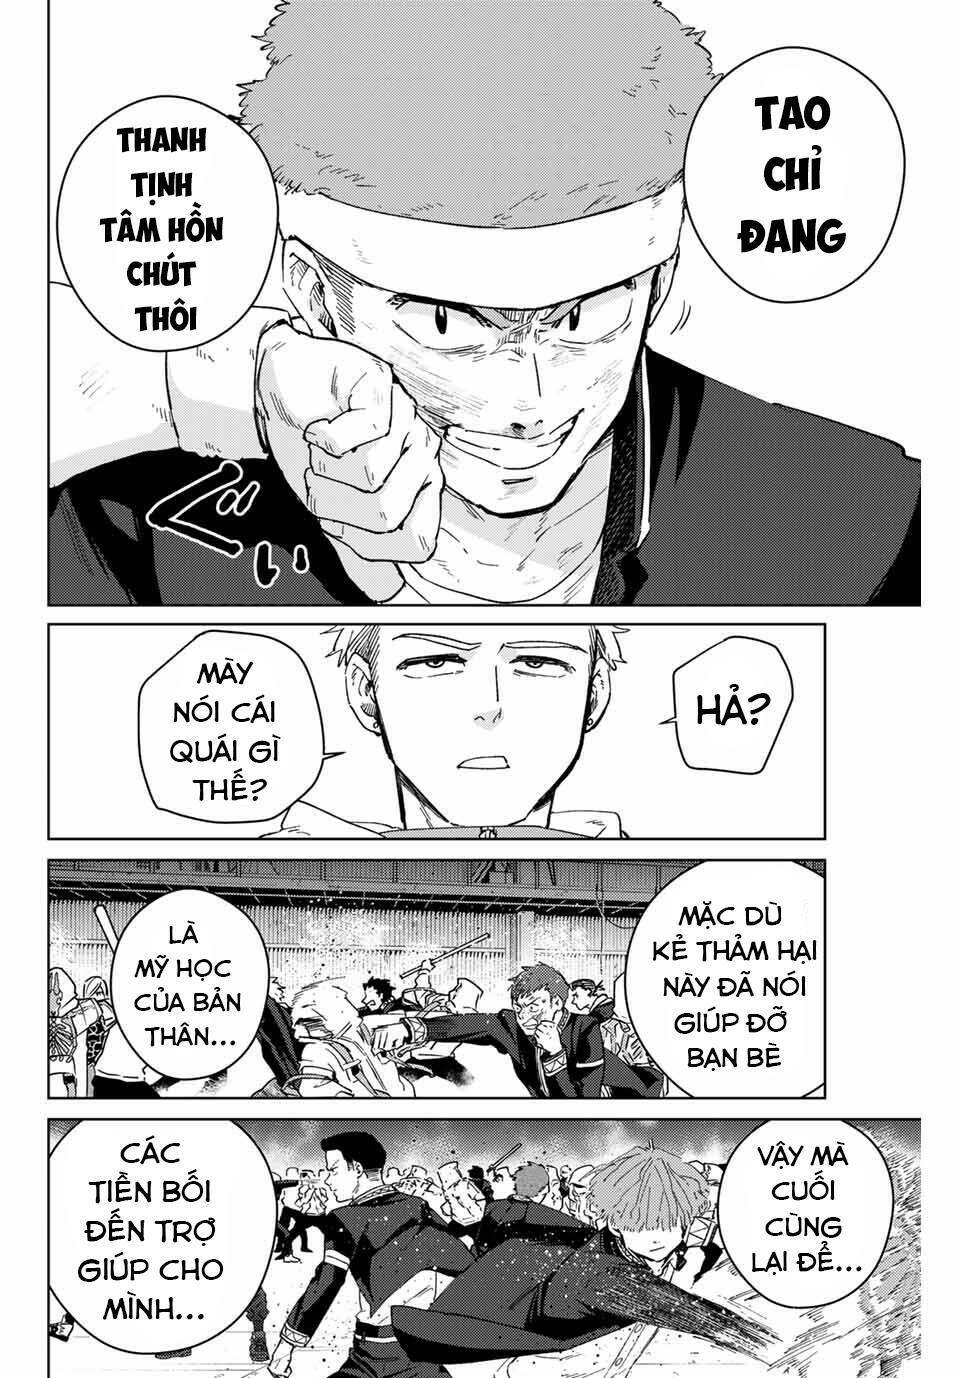 TAO
CHỈ
ĐANG
THANH
TỊNH
TÂM HỒN
CHÚT
THÔI
ぐい
HẢ?
MÀY
NÓI CÁI
QUÁI GÌ
THẾ?
MẶC DÙ
KẺ THẢM HẠI
NÀY ĐÃ NÓI
GIÚP ĐỠ
BẠN BÈ
LÀ
MỸ HỌC
CỦA BẢN
THÂN...
VẬY MÀ
CUỐI
CÙNG
LẠI ĐỂ...
CÁC
TIỀN BỐI
ĐẾN TRỢ
GIÚP CHO
MÌNH...